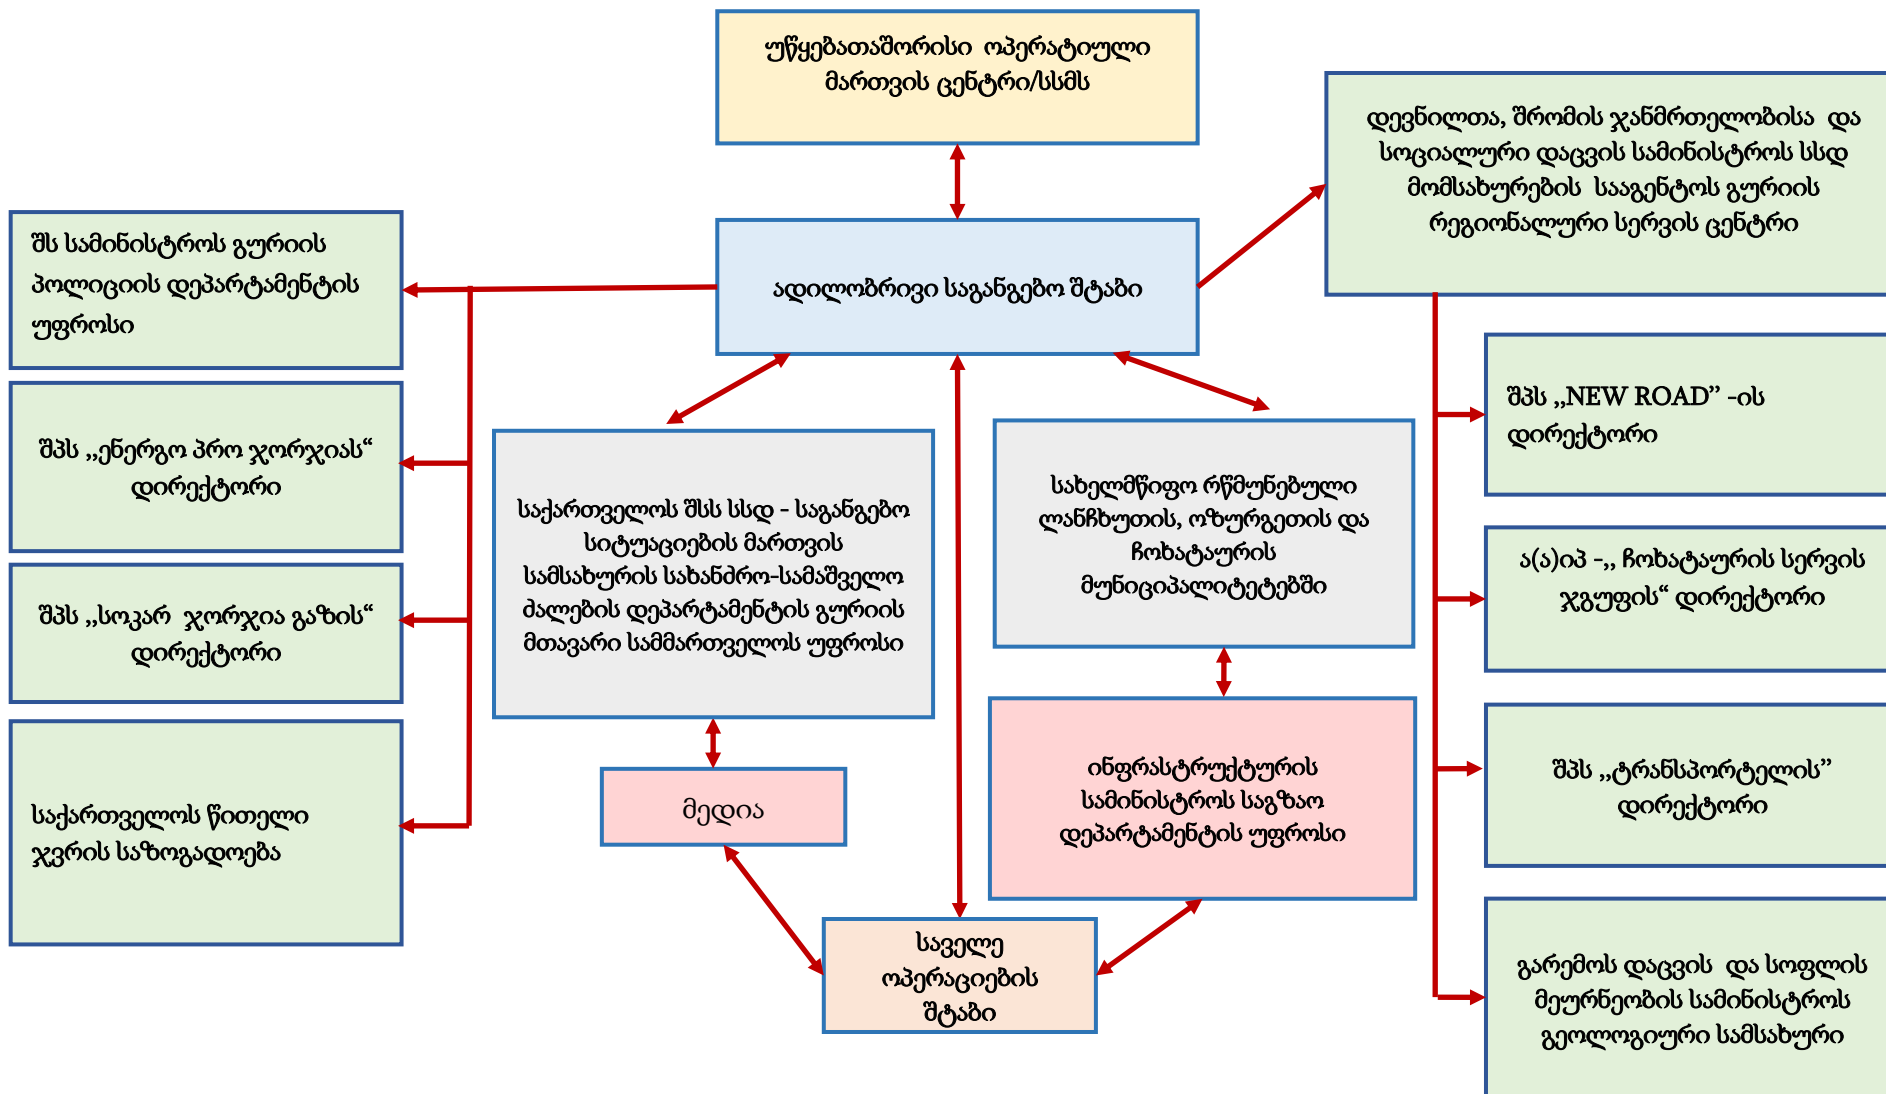 უწყებათაშორისი ოპერატიული
მართვის ცენტრი/სსმს
დევნილთა, შრომის ჯანმრთელობისა და
სოციალური დაცვის სამინისტროს სსდ
მომსახურების სააგენტოს გურიის
რეგიონალური სერვის ცენტრი
შს სამინისტროს გურიის
პოლიციის დეპარტამენტის
უფროსი
ადილობრივი საგანგებო შტაბი
შპს „ენერგო პრო ჯორჯიას“
დირექტორი
შპს „სოკარ ჯორჯია გაზის“
დირექტორი
საქართველოს წითელი
ჯვრის საზოგადოება
საქართველოს შსს სსდ - საგანგებო
სიტუაციების მართვის
სამსახურის სახანძრო-სამაშველო
ძალების დეპარტამენტის გურიის
მთავარი სამმართველოს უფროსი
მედია
სახელმწიფო რწმუნებული
ლანჩხუთის, ოზურგეთის და
ჩოხატაურის
მუნიციპალიტეტებში
ინფრასტრუქტურის
სამინისტროს საგზაო
დეპარტამენტის უფროსი
საველე
ოპერაციების
შტაბი
შპს „NEW ROAD” -ის
დირექტორი
ა(ა)იპ -„ ჩოხატაურის სერვის
ჯგუფის“ დირექტორი
შპს „ტრანსპორტელის”
დირექტორი
გარემოს დაცვის და სოფლის
მეურნეობის სამინისტროს
გეოლოგიური სამსახური